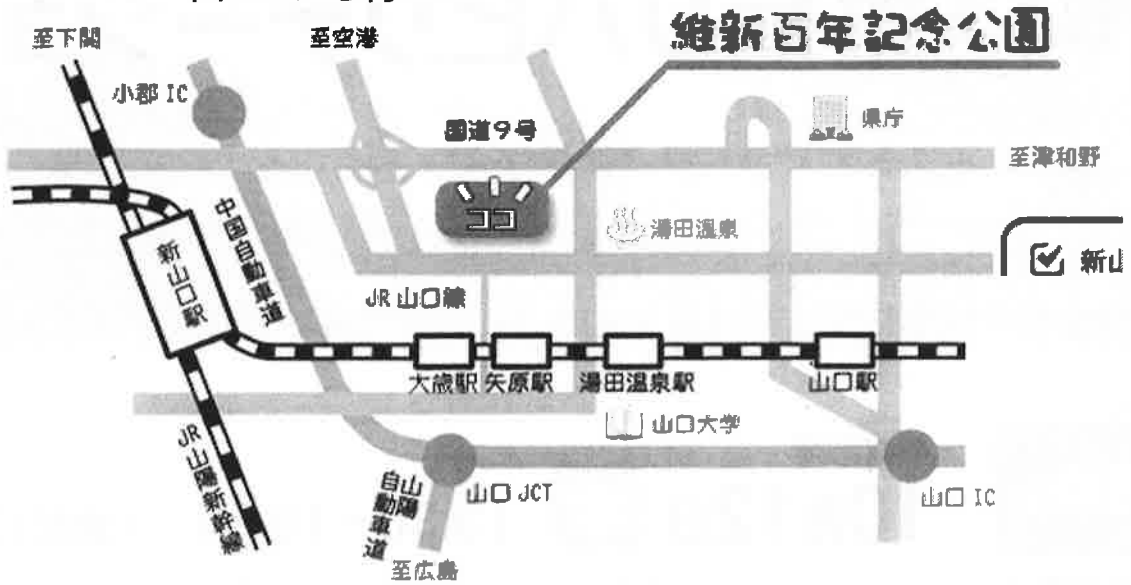 維新百年記念公園
至下関
至空港
小郡 IC
国道9号
県庁
至津和野
ココ
湯田温泉
中国自動車道
新山口駅
新山
JR 山口線
大歳駅
矢原駅
湯田温泉駅
山口駅
山口大学
JR 山陽新幹線
山陽
自動車道
山口 JCT
山口 IC
至広島